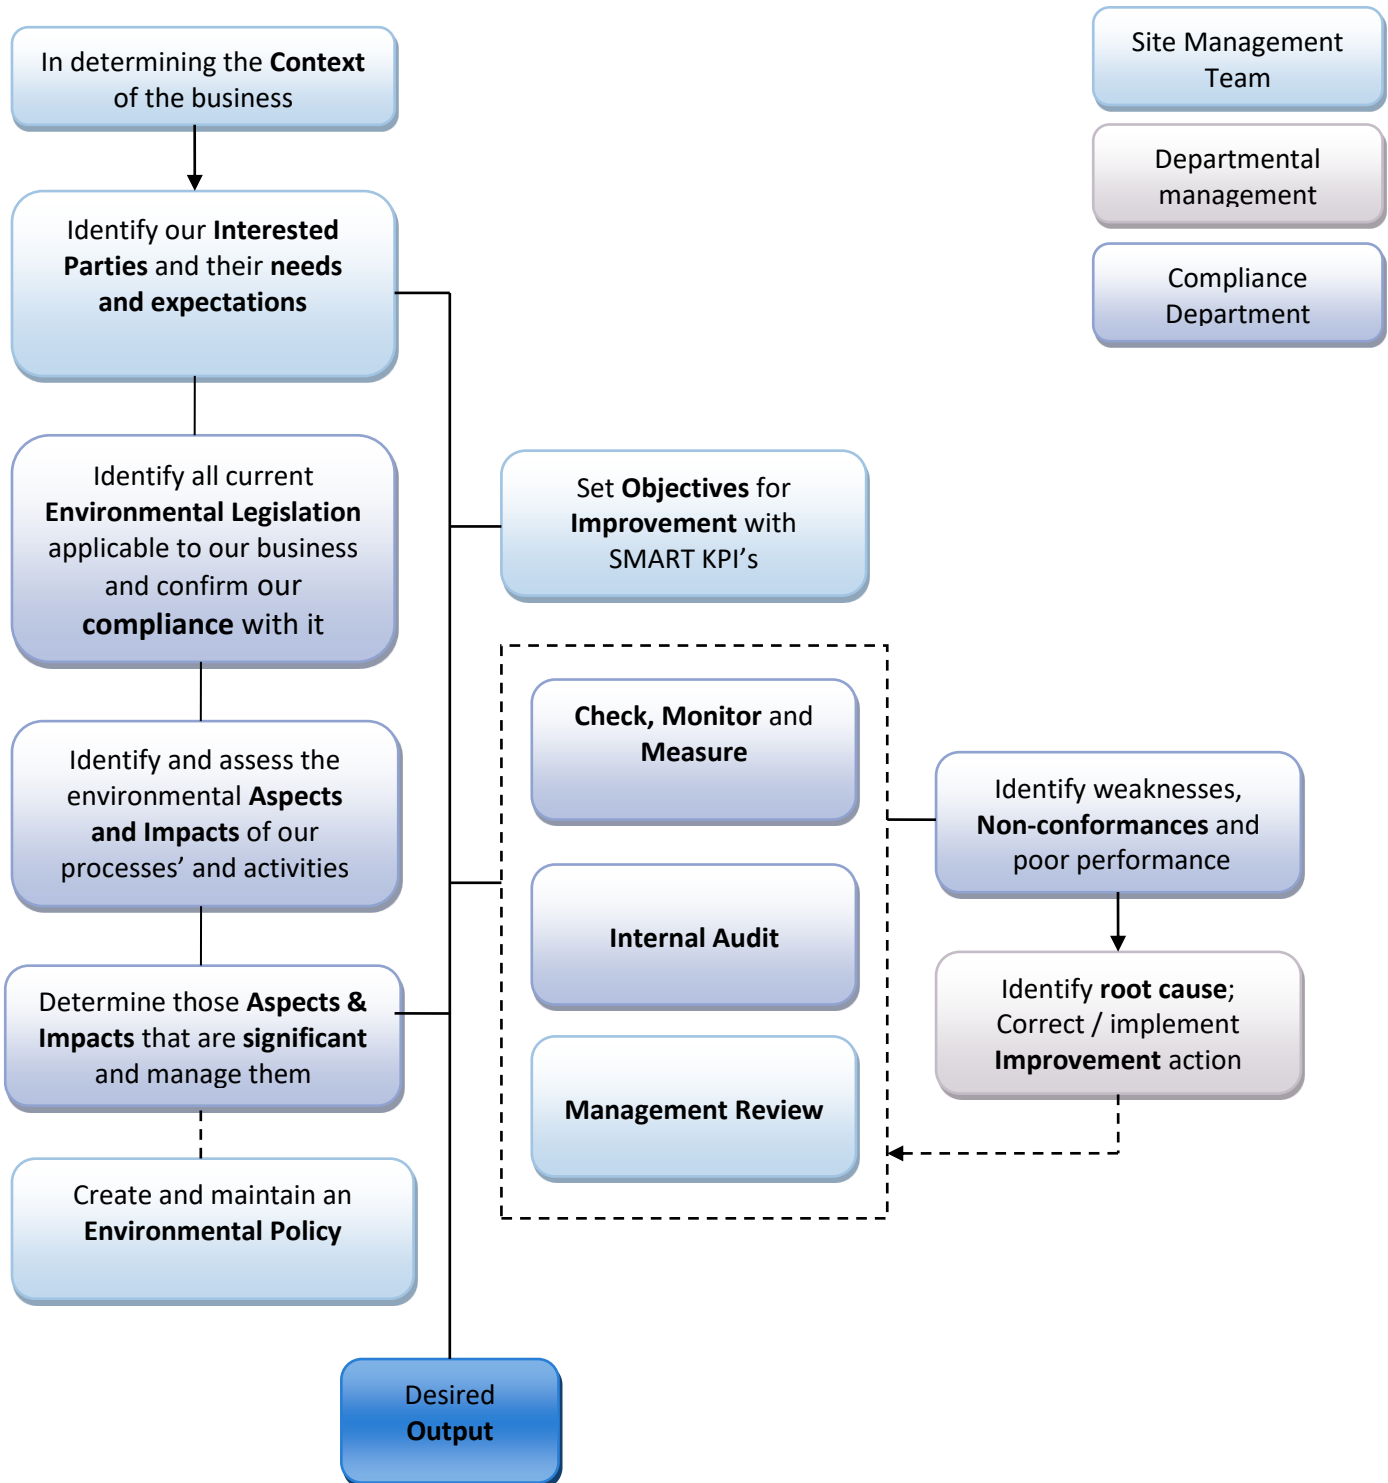 In determining the Context
of the business
Site Management
Team
Departmental
management
Compliance
Department
Identify our Interested
Parties and their needs
and expectations
Identify all current
Environmental Legislation
applicable to our business
and confirm our
compliance with it
Set Objectives for
Improvement with
SMART KPI’s
Identify and assess the
environmental Aspects
and Impacts of our
processes’ and activities
Check, Monitor and
Measure
Identify weaknesses,
Non-conformances and
poor performance
Internal Audit
Determine those Aspects &
Impacts that are significant
and manage them
Identify root cause;
Correct / implement
Improvement action
Management Review
Create and maintain an
Environmental Policy
Desired
Output